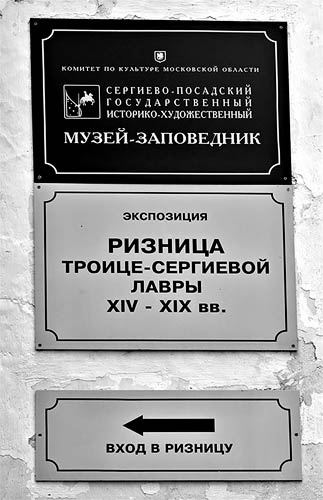 КОМИТЕТ ПО КУЛЬТУРЕ МОСКОВСКОЙ ОБЛАСТИ
СЕРГИЕВО-ПОСАДСКИЙ
ГОСУДАРСТВЕННЫЙ
ИСТОРИКО-ХУДОЖЕСТВЕННЫЙ
МУЗЕЙ-ЗАПОВЕДНИК
ЭКСПОЗИЦИЯ
РИЗНИЦА
ТРОИЦЕ-СЕРГИЕВОЙ
ЛАВРЫ
XIV - XIX вв.
ВХОД В РИЗНИЦУ